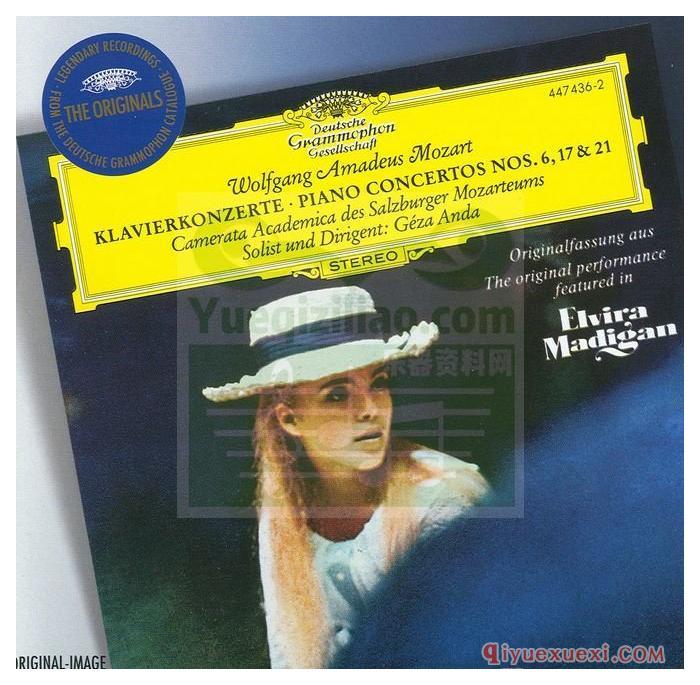 LEGENDARY RECORDINGS
THE ORIGINALS
FROM THE DEUTSCHE GRAMMOPHON CATALOGUE
447 436-2
Deutsche
Grammophon
Gesellschaft
Wolfgang Amadeus Mozart
KLAVIERKONZERTE · PIANO CONCERTOS NOS. 6, 17 & 21
Camerata Academica des Salzburger Mozarteums
Solist und Dirigent: Géza Anda
STEREO
Originalfassung aus
The original performance
featured in
Elvira
Madigan
Yueqiziliao.com
乐器资料网
ORIGINAL-IMAGE
Qiyuexuexi.COM